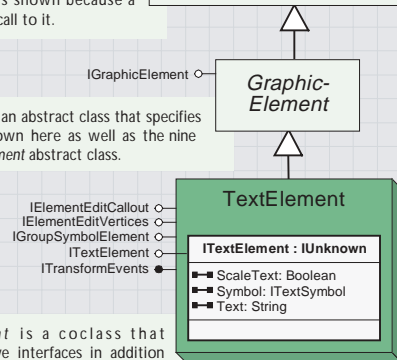 s shown because a
call to it.
IGraphicElement
Graphic-
Element
an abstract class that specifies
own here as well as the nine
ment abstract class.
TextElement
IElementEditCallout
IElementEditVertices
IGroupSymbolElement
ITextElement
ITransformEvents
ITextElement : IUnknown
ScaleText: Boolean
Symbol: ITextSymbol
Text: String
nt is a coclass that
ve interfaces in addition